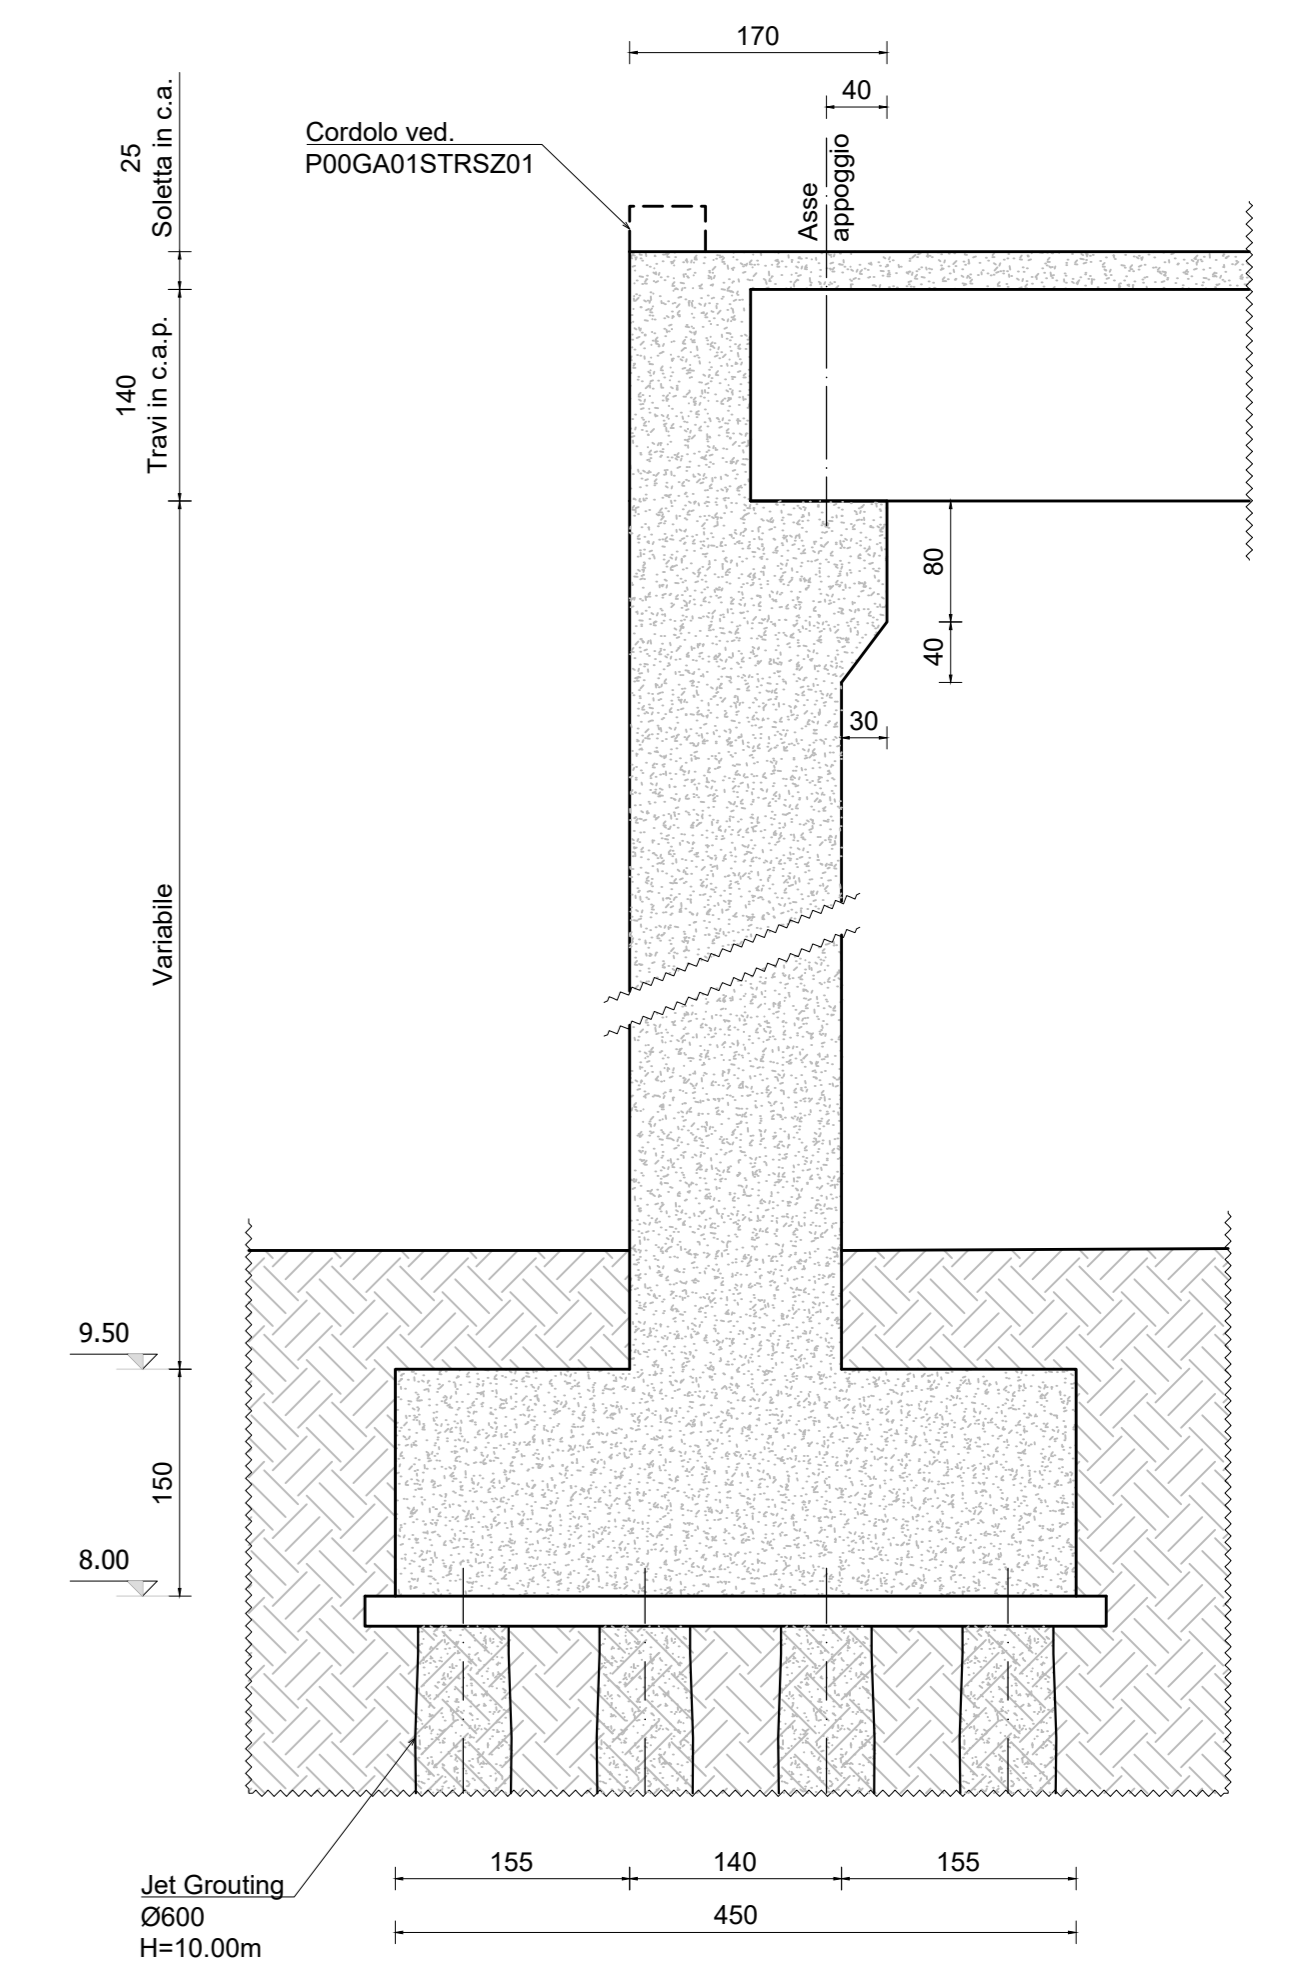 170
40
Cordolo ved.
P00GA01STRSZ01
25
Soletta in c.a.
Asse
appoggio
140
Travi in c.a.p.
80
40
30
Variabile
9.50
150
8.00
155
140
155
450
Jet Grouting
Ø600
H=10.00m